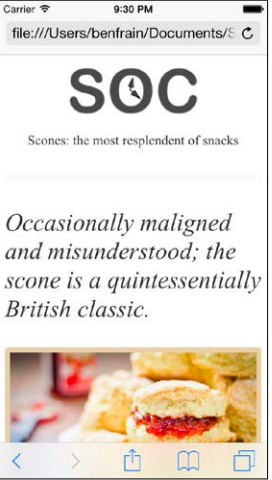 Carrier 9:30 PM
file:///Users/benfrain/Documents/S
SOC
Scones: the most resplendent of snacks
Occasionally maligned
and misunderstood; the
scone is a quintessentially
British classic.